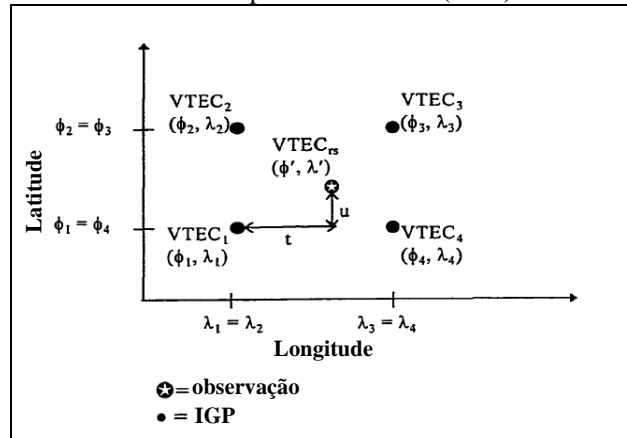 VTEC₂
(ϕ₂, λ₂)
VTEC₃
(ϕ₃, λ₃)
ϕ₂ = ϕ₃
VTECᵣₛ
(ϕ′, λ′)
u
t
ϕ₁ = ϕ₄
VTEC₁
(ϕ₁, λ₁)
VTEC₄
(ϕ₄, λ₄)
Latitude
λ₁ = λ₂
λ₃ = λ₄
Longitude
= observação
= IGP